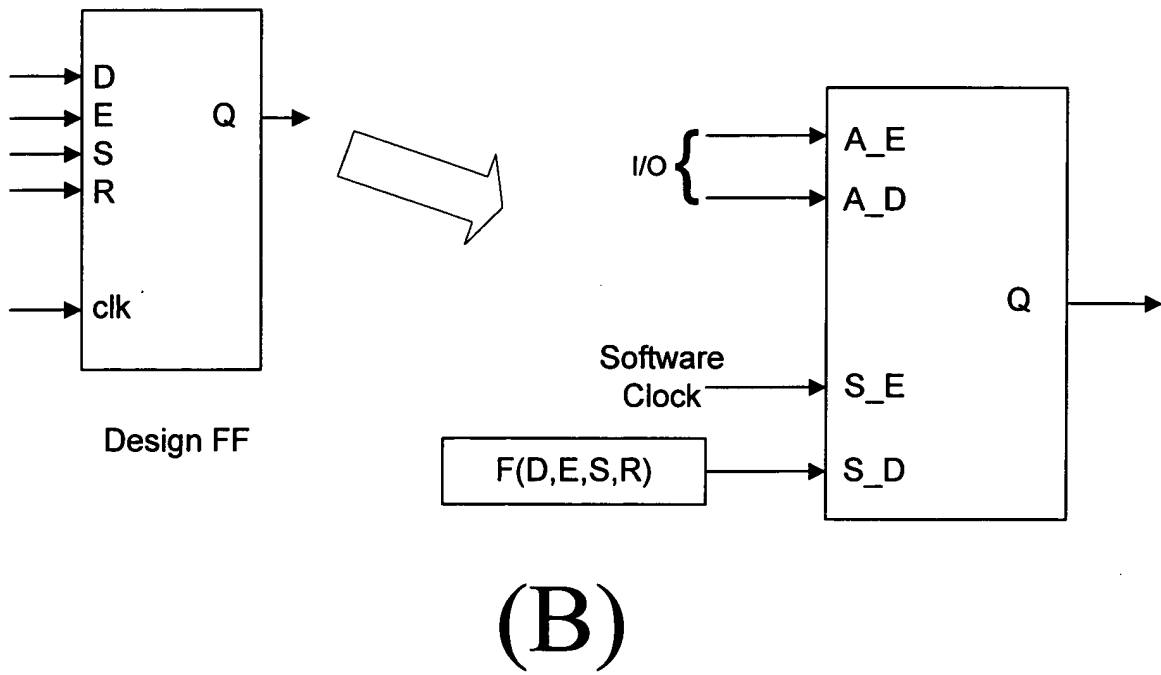 D
E
S
R
Q
clk
Design FF
I/O {
A_E
A_D
Q
Software
Clock
S_E
F(D,E,S,R)
S_D
(B)